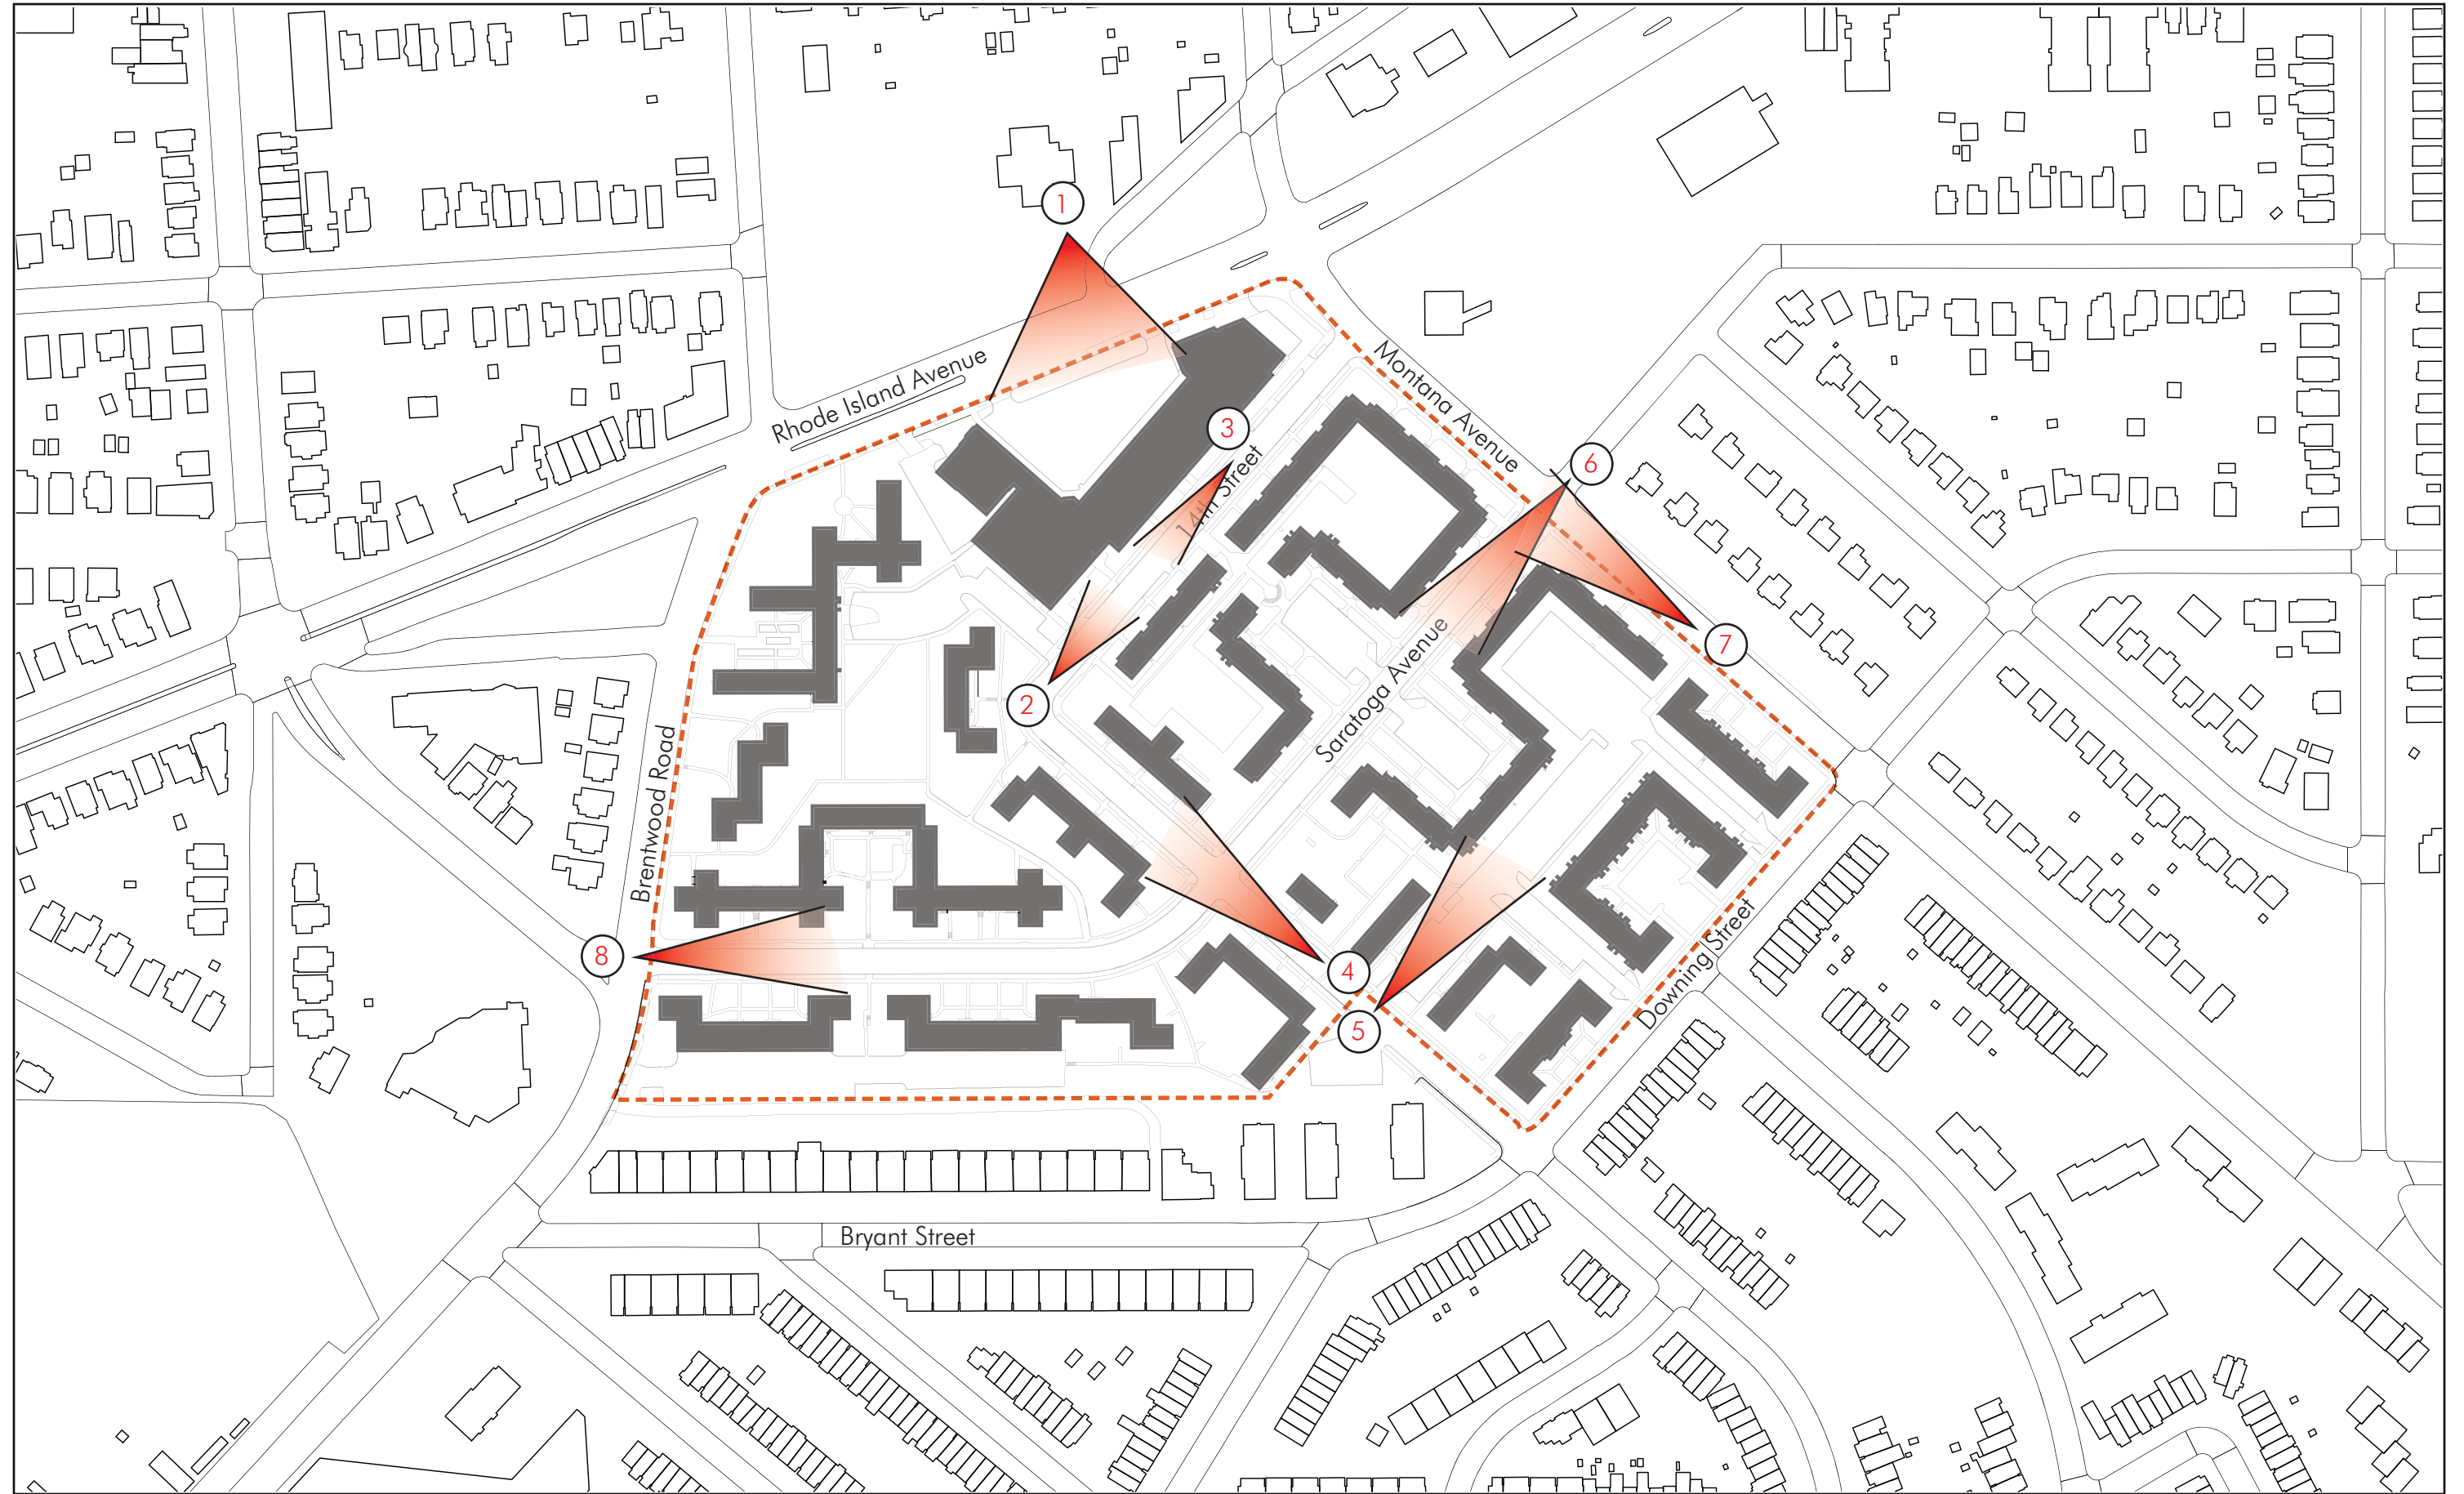 1
Rhode Island Avenue
Montana Avenue
3
14th Street
6
7
2
Saratoga Avenue
Brentwood Road
8
4
5
Downing Street
Bryant Street